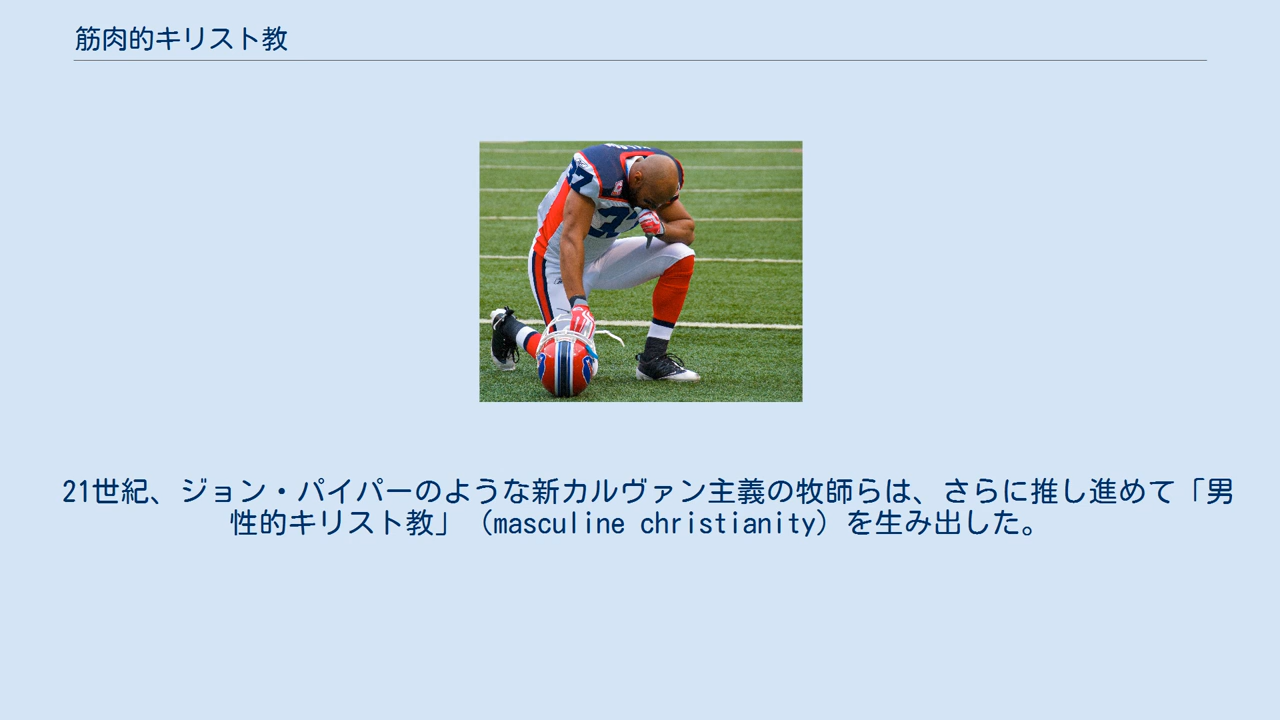 筋肉的キリスト教
37
21世紀、ジョン・パイパーのような新カルヴァン主義の牧師らは、さらに推し進めて「男
性的キリスト教」（masculine christianity）を生み出した。